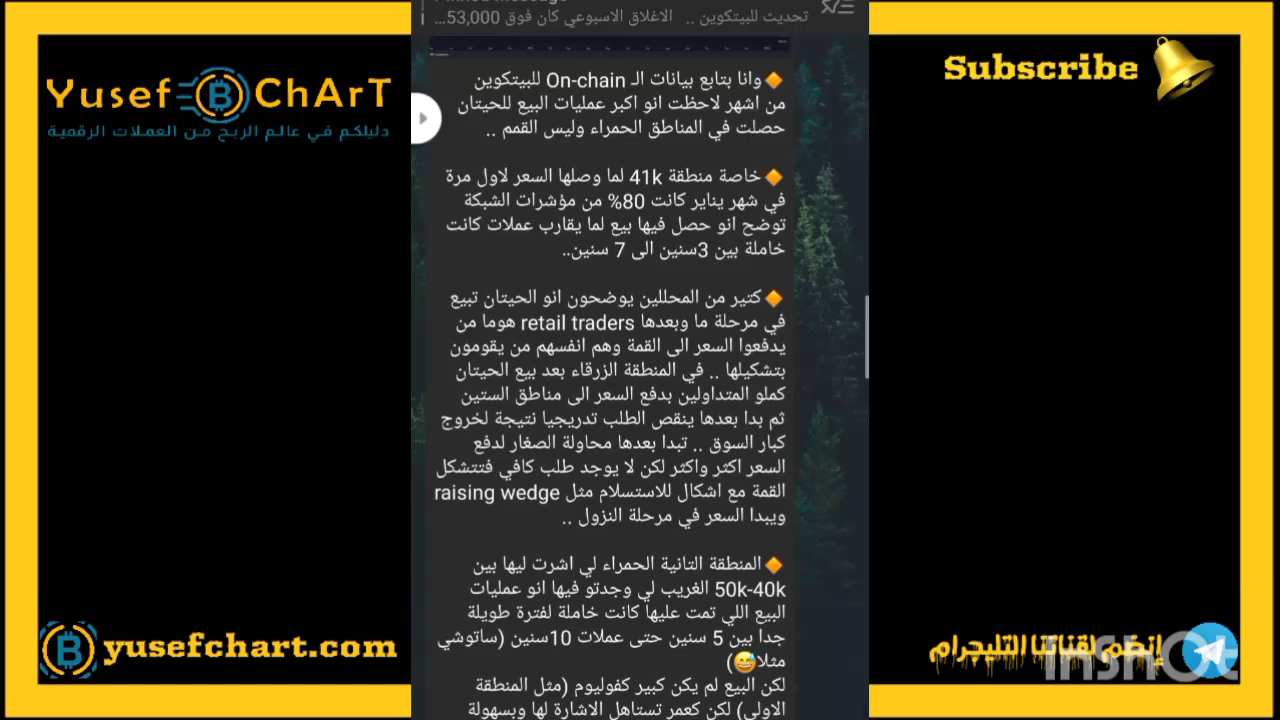 تحديث للبيتكوين .. الاغلاق الاسبوعي كان فوق 53,000...
Yusef ChArT
دليلكم في عالم الربح من العملات الرقمية
Subscribe
🔶وانا بتابع بيانات الـ On-chain للبيتكوين
من اشهر لاحظت انو اكبر عمليات البيع للحيتان
حصلت في المناطق الحمراء وليس القمم ..
🔶خاصة منطقة 41k لما وصلها السعر لاول مرة
في شهر يناير كانت 80% من مؤشرات الشبكة
توضح انو حصل فيها بيع لما يقارب عملات كانت
خاملة بين 3سنين الى 7 سنين..
🔶كتير من المحللين يوضحون انو الحيتان تبيع
في مرحلة ما وبعدها retail traders هوما من
يدفعوا السعر الى القمة وهم انفسهم من يقومون
بتشكيلها .. في المنطقة الزرقاء بعد بيع الحيتان
كملو المتداولين بدفع السعر الى مناطق الستين
ثم بدا بعدها ينقص الطلب تدريجيا نتيجة لخروج
كبار السوق .. تبدا بعدها محاولة الصغار لدفع
السعر اكثر واكثر لكن لا يوجد طلب كافي فتتشكل
القمة مع اشكال للاستسلام مثل raising wedge
ويبدا السعر في مرحلة النزول ..
🔶المنطقة التانية الحمراء لي اشرت ليها بين
50k-40k الغريب لي وجدتو فيها انو عمليات
البيع اللي تمت عليها كانت خاملة لفترة طويلة
جدا بين 5 سنين حتى عملات 10سنين (ساتوشي
مثلا😅)
لكن البيع لم يكن كبير كفوليوم (مثل المنطقة
الاولى) لكن كعمر تستاهل الاشارة لها وبسهولة
yusefchart.com
إنظم لقناتنا التليجرام
InShOt